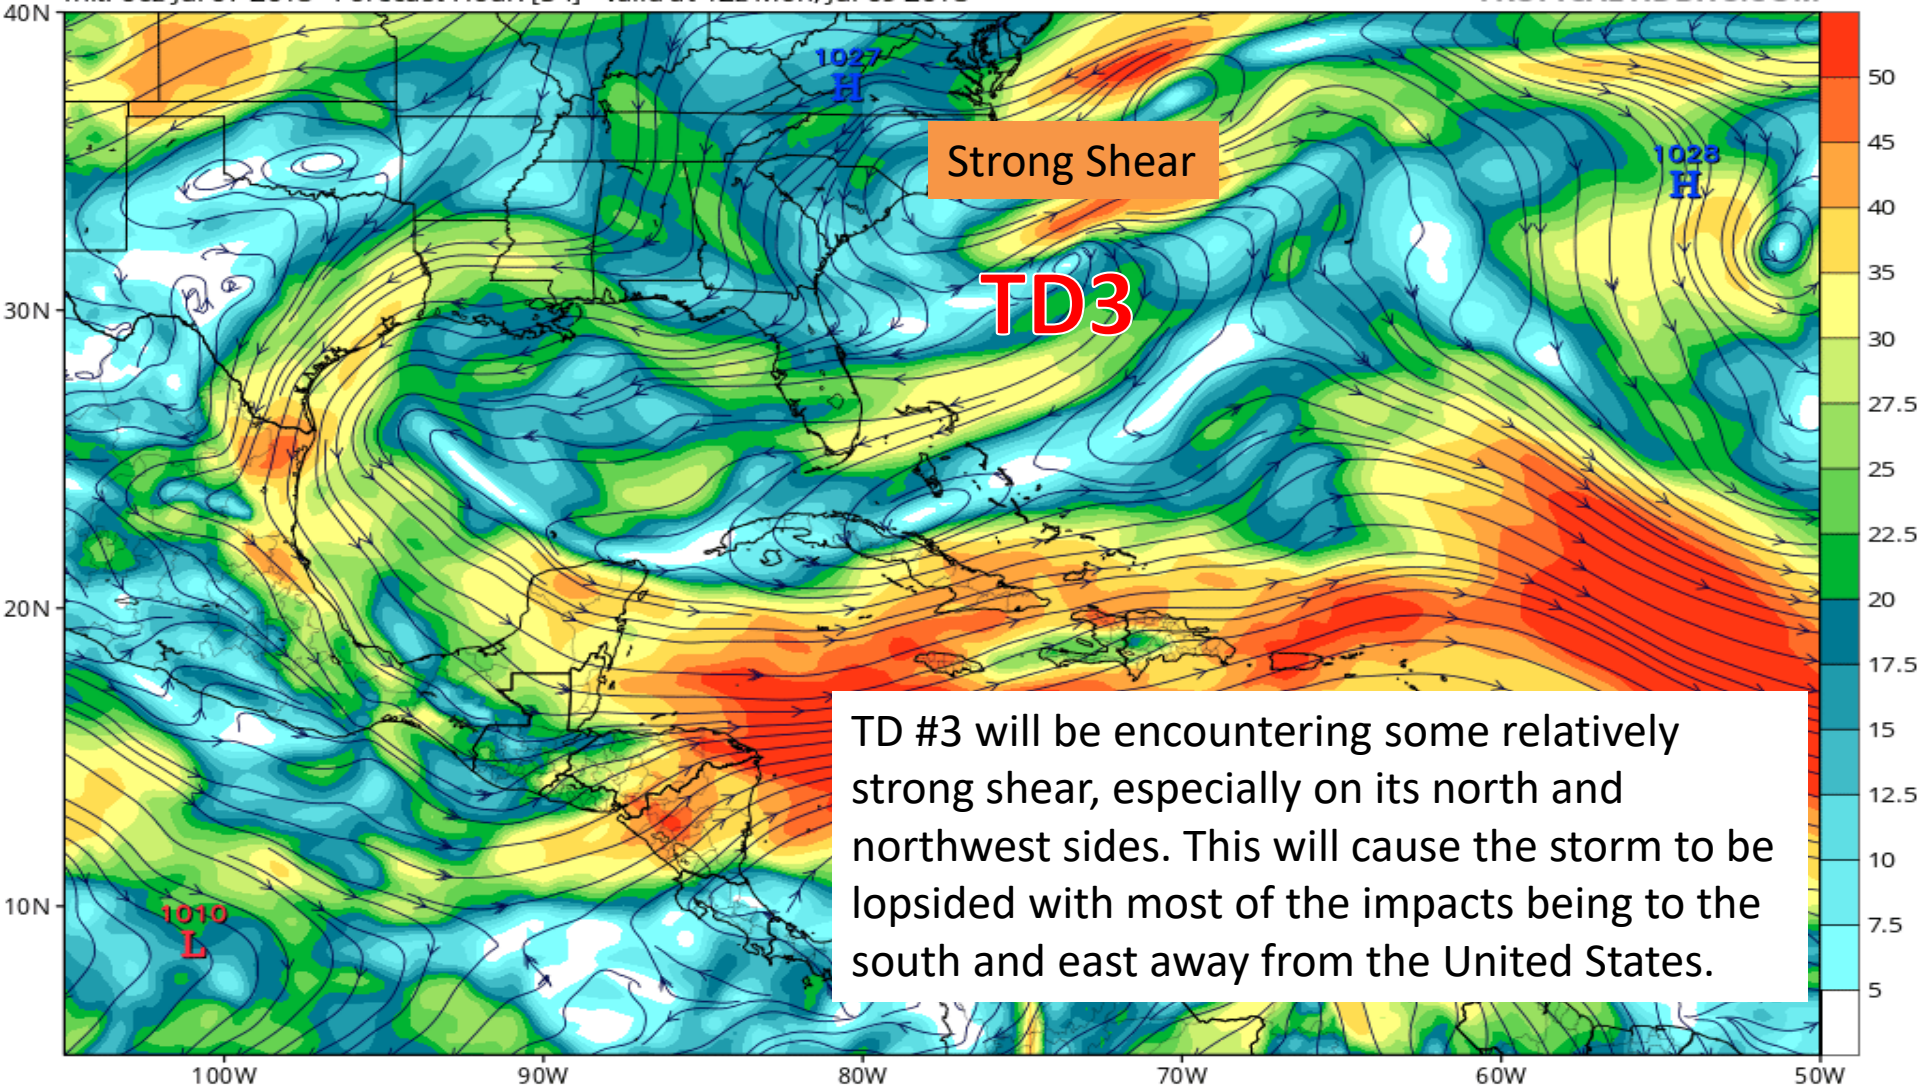 40N
1027
H
50
45
Strong Shear
1028
H
40
35
TD3
30N
30
27.5
25
22.5
20N
20
17.5
TD #3 will be encountering some relatively
strong shear, especially on its north and
northwest sides. This will cause the storm to be
lopsided with most of the impacts being to the
south and east away from the United States.
15
12.5
10
10N
1010
L
7.5
5
100W 90W 80W 70W 60W 50W